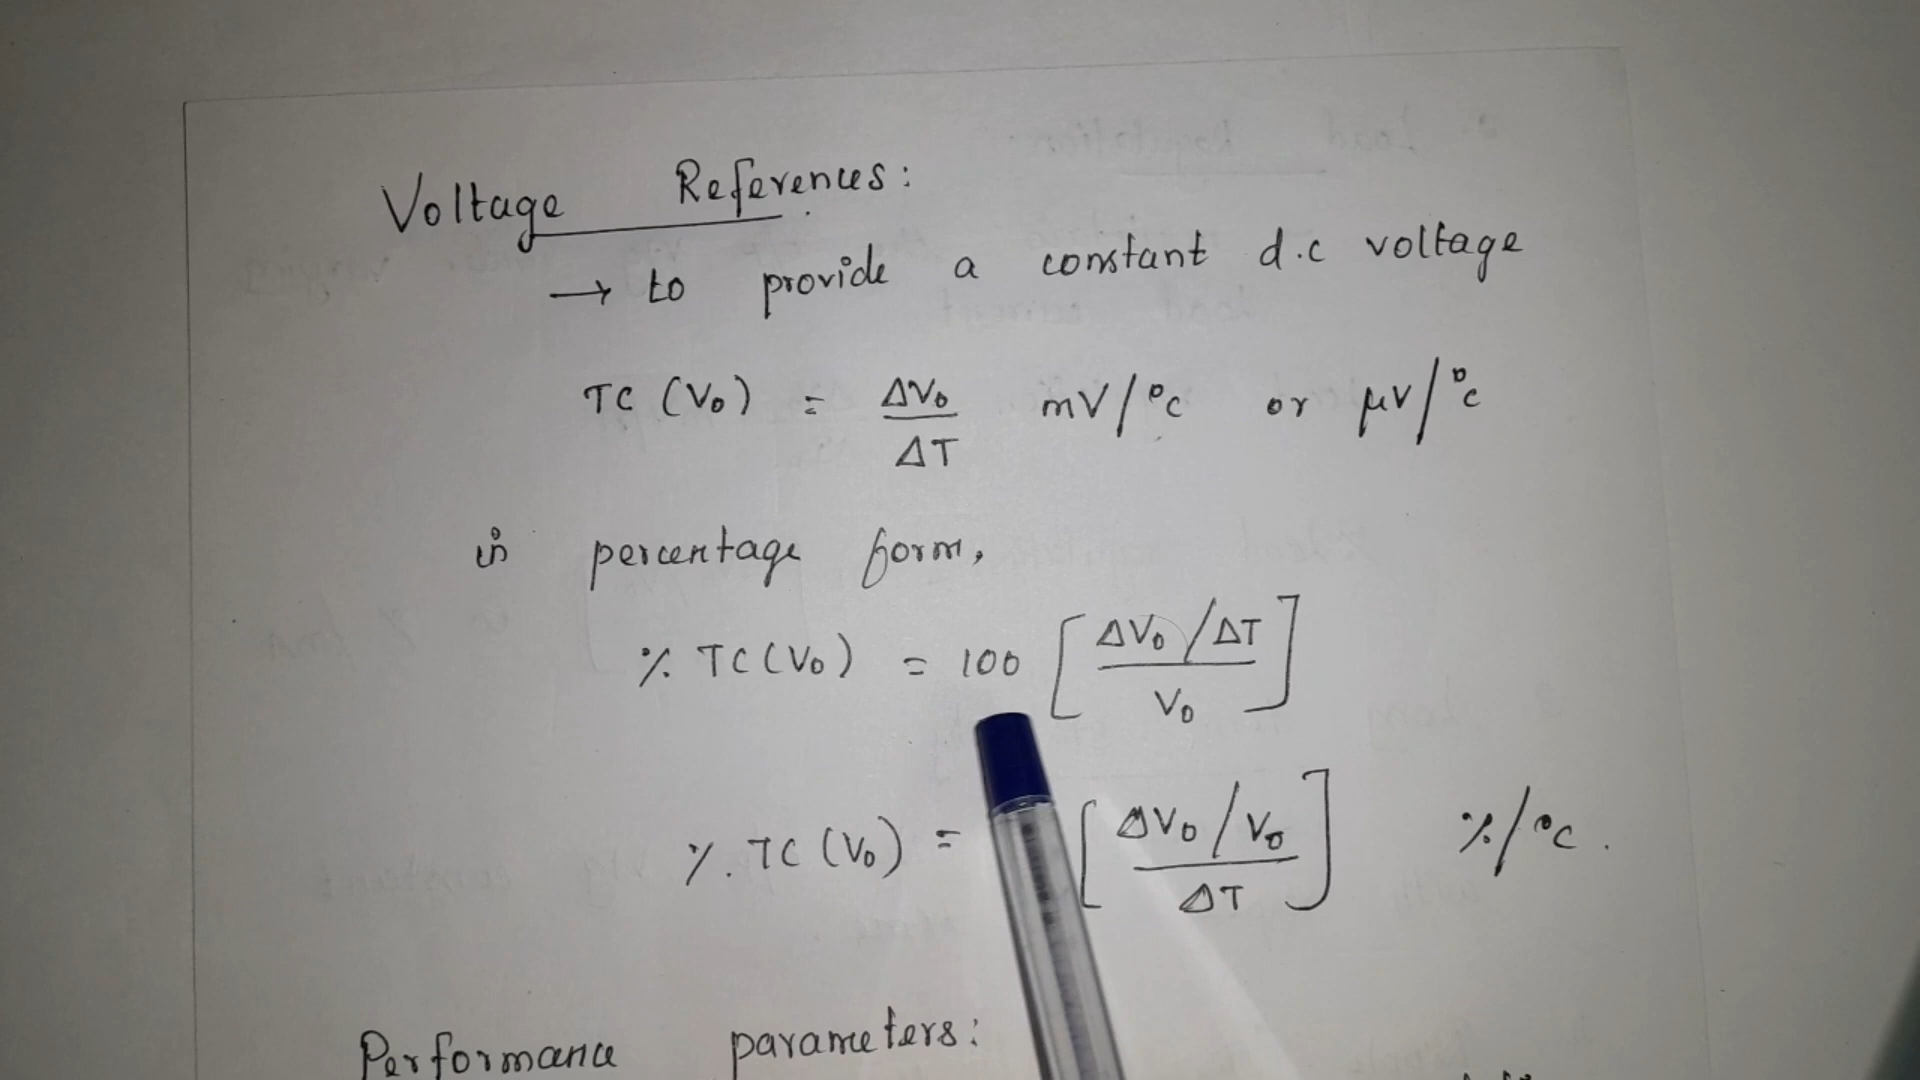 Voltage References:
→ to provide a constant d.c voltage
TC (V₀) = ΔV₀/ΔT mV/°c or μV/°c
in percentage form,
% TC(V₀) = 100 [ (ΔV₀/ΔT) / V₀ ]
% TC (V₀) = [ (ΔV₀/V₀) / ΔT ] %/°c.
Performance parameters: